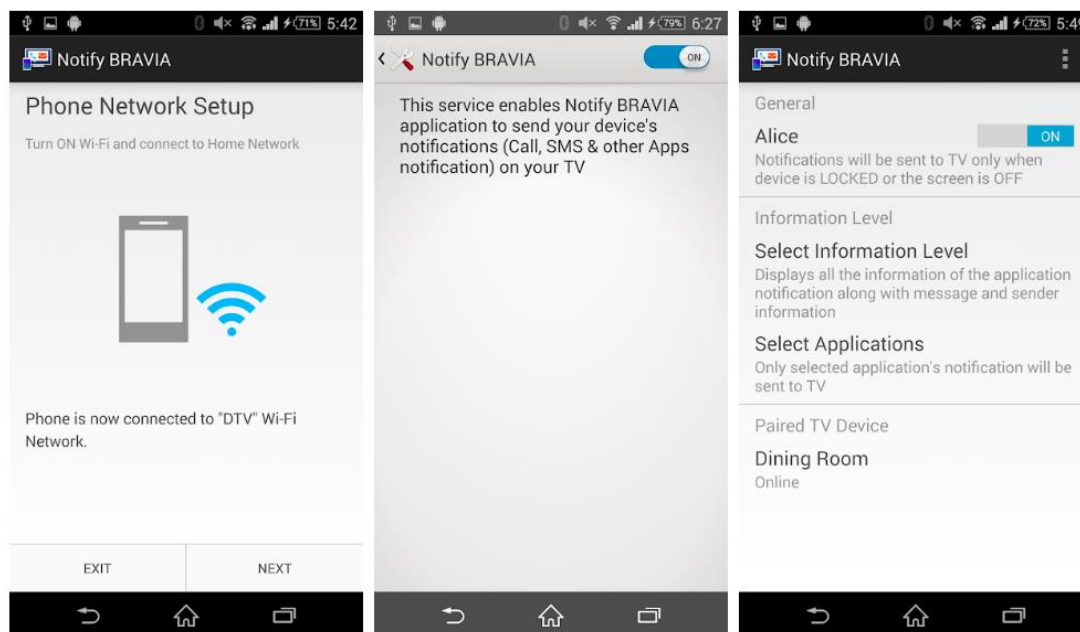 71% 5:42
Notify BRAVIA
Phone Network Setup
Turn ON Wi-Fi and connect to Home Network
Phone is now connected to "DTV" Wi-Fi
Network.
EXIT NEXT
79% 6:27
Notify BRAVIA ON
This service enables Notify BRAVIA
application to send your device's
notifications (Call, SMS & other Apps
notification) on your TV
72% 5:49
Notify BRAVIA
General
Alice ON
Notifications will be sent to TV only when
device is LOCKED or the screen is OFF
Information Level
Select Information Level
Displays all the information of the application
notification along with message and sender
information
Select Applications
Only selected application's notification will be
sent to TV
Paired TV Device
Dining Room
Online